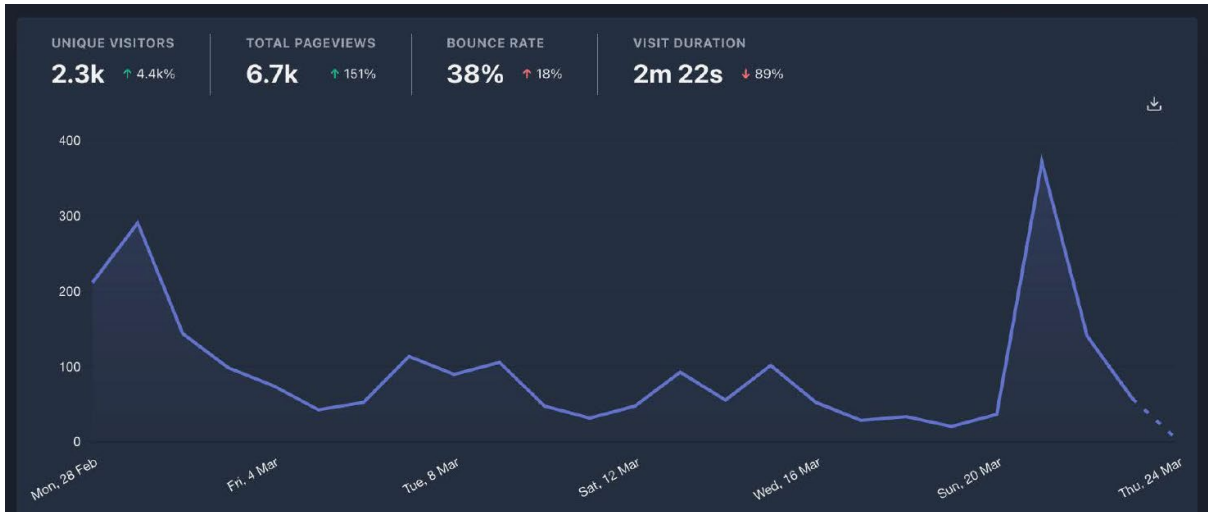 UNIQUE VISITORS TOTAL PAGEVIEWS BOUNCE RATE VISIT DURATION
2.3k ↑ 4.4k% 6.7k ↑ 151% 38% ↑ 18% 2m 22s ↓ 89%
400
300
200
100
0
Mon, 28 Feb Fri, 4 Mar Tue, 8 Mar Sat, 12 Mar Wed, 16 Mar Sun, 20 Mar Thu, 24 Mar